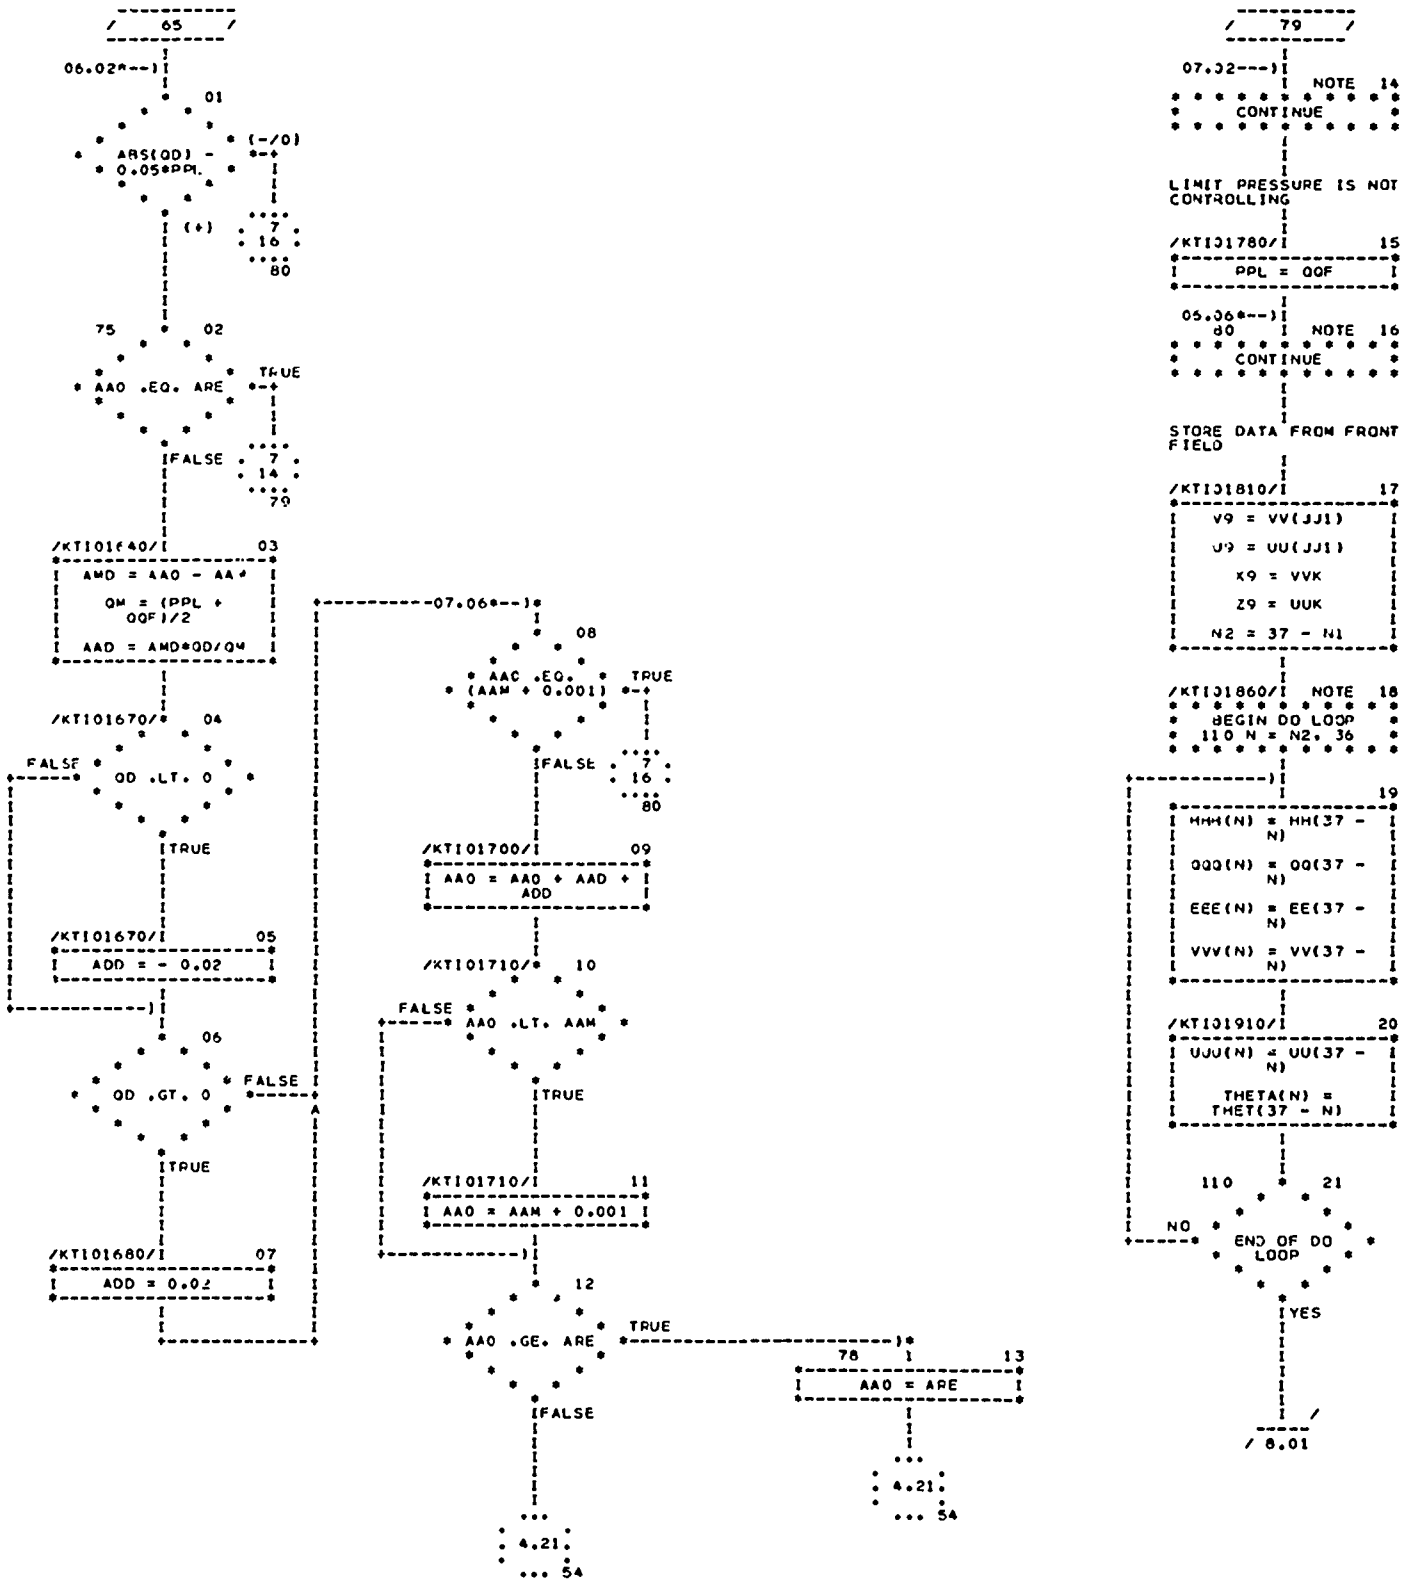 65
06.02*--)
01
ABS(QD) -
0.05*PPL
(-/0)
(+)
7
16
80
75
02
AAO .EQ. ARE
TRUE
FALSE
7
14
79
03
AMD = AAO -
QM = (PPL +
QQF)/2
AAD = AMD*QD/QM
/KTI01670/
04
QD .LT. 0
FALSE
TRUE
/KTI01670/
05
ADD = - 0.02
06
QD .GT. 0
FALSE
TRUE
/KTI01680/
07
ADD = 0.02
07.06*--)
08
.EQ.
(AAM + 0.001)
TRUE
FALSE
7
16
80
/KTI01700/
09
AAO = AAO + AAD +
ADD
/KTI01710/
10
AAO .LT. AAM
FALSE
TRUE
/KTI01710/
11
AAO = AAM + 0.001
12
AAO .GE. ARE
TRUE
FALSE
4.21
54
78
13
AAO = ARE
4.21
54
79
07.02---)
NOTE 14
CONTINUE
LIMIT PRESSURE IS NOT
CONTROLLING
/KTI01780/
15
PPL = QQF
05.06*--)
80
NOTE 16
CONTINUE
STORE DATA FROM FRONT
FIELD
/KTI01810/
17
V9 = VV(JJ1)
U9 = UU(JJ1)
X9 = VVK
Z9 = UUK
N2 = 37 - N1
/KTI01860/
NOTE 18
BEGIN DO LOOP
110 N = N2, 36
19
HHH(N) = HH(37 -
N)
QQQ(N) = QQ(37 -
N)
EEE(N) = EE(37 -
N)
VVV(N) = VV(37 -
N)
/KTI01910/
20
UUU(N) = UU(37 -
N)
THETA(N) =
THET(37 - N)
110
21
END OF DO
LOOP
NO
YES
/ 8.01